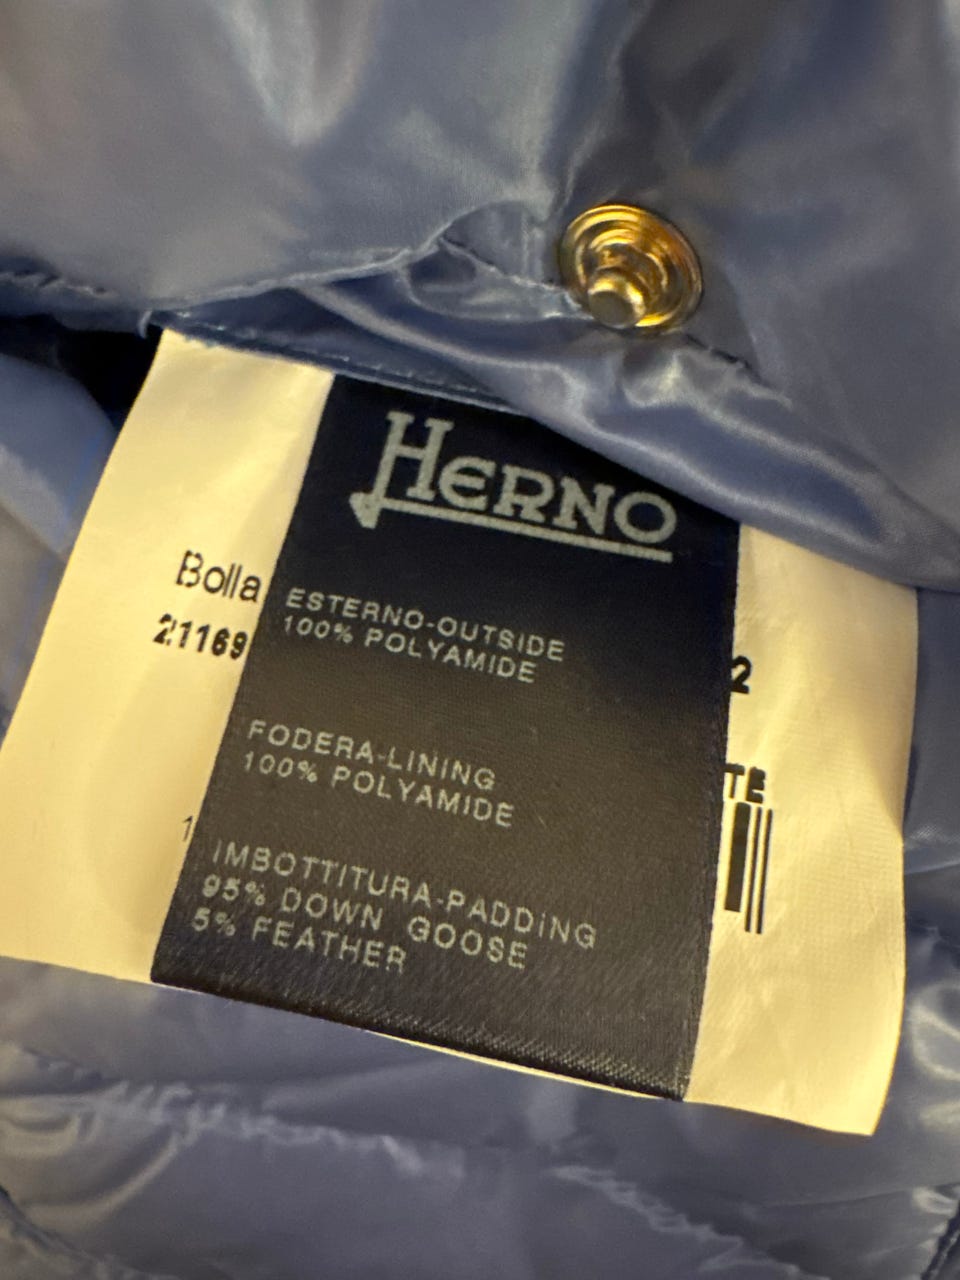 HERNO
Bolla
21169
ESTERNO-OUTSIDE
100% POLYAMIDE
2
FODERA-LINING
100% POLYAMIDE
TE
1
IMBOTTITURA-PADDING
95% DOWN GOOSE
5% FEATHER